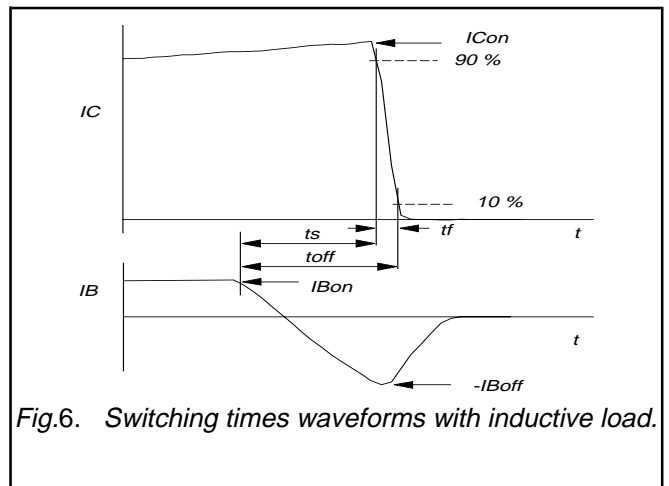 ICon
90 %
IC
10 %
ts
tf
t
toff
IB
IBon
t
-IBoff
Fig.6. Switching times waveforms with inductive load.